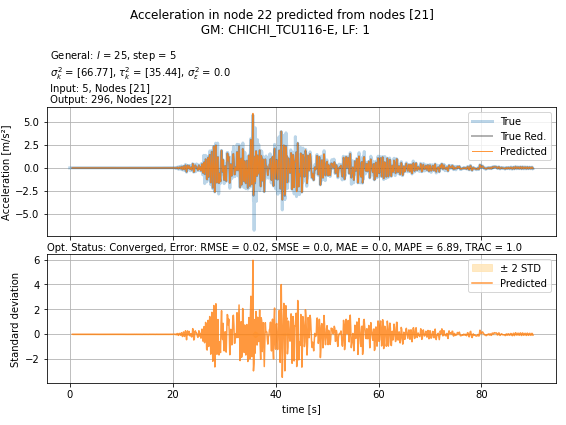 Acceleration in node 22 predicted from nodes [21]
GM: CHICHI_TCU116-E, LF: 1
General: l = 25, step = 5
σ²ₖ = [66.77], τ²ₖ = [35.44], σ²ε = 0.0
Input: 5, Nodes [21]
Output: 296, Nodes [22]
Acceleration [m/s²]
5.0
2.5
0.0
−2.5
−5.0
True
True Red.
Predicted
Opt. Status: Converged, Error: RMSE = 0.02, SMSE = 0.0, MAE = 0.0, MAPE = 6.89, TRAC = 1.0
Standard deviation
6
4
2
0
−2
± 2 STD
Predicted
0 20 40 60 80
time [s]